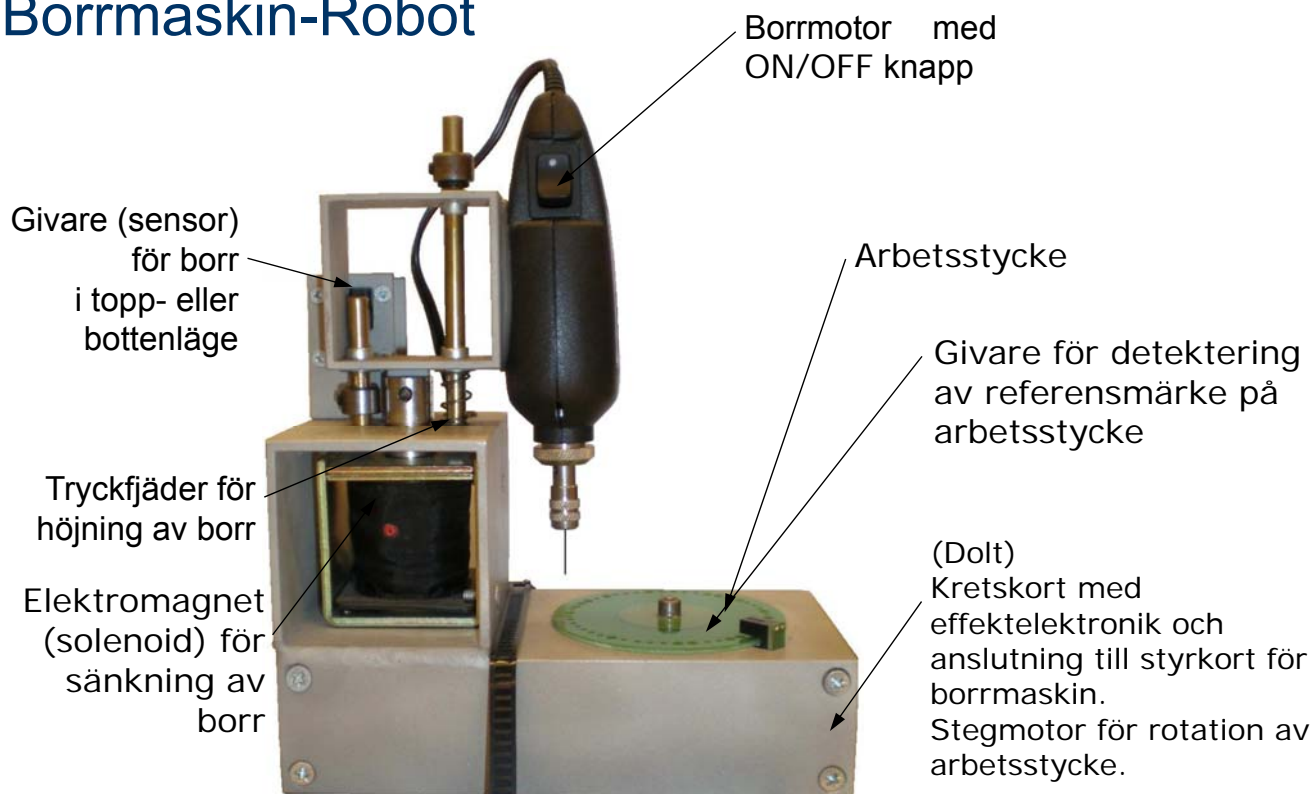 Borrmaskin-Robot
Borrmotor med
ON/OFF knapp
Givare (sensor)
för borr
i topp- eller
bottenläge
Arbetsstycke
Givare för detektering
av referensmärke på
arbetsstycke
Tryckfjäder för
höjning av borr
Elektromagnet
(solenoid) för
sänkning av
borr
(Dolt)
Kretskort med
effektelektronik och
anslutning till styrkort för
borrmaskin.
Stegmotor för rotation av
arbetsstycke.